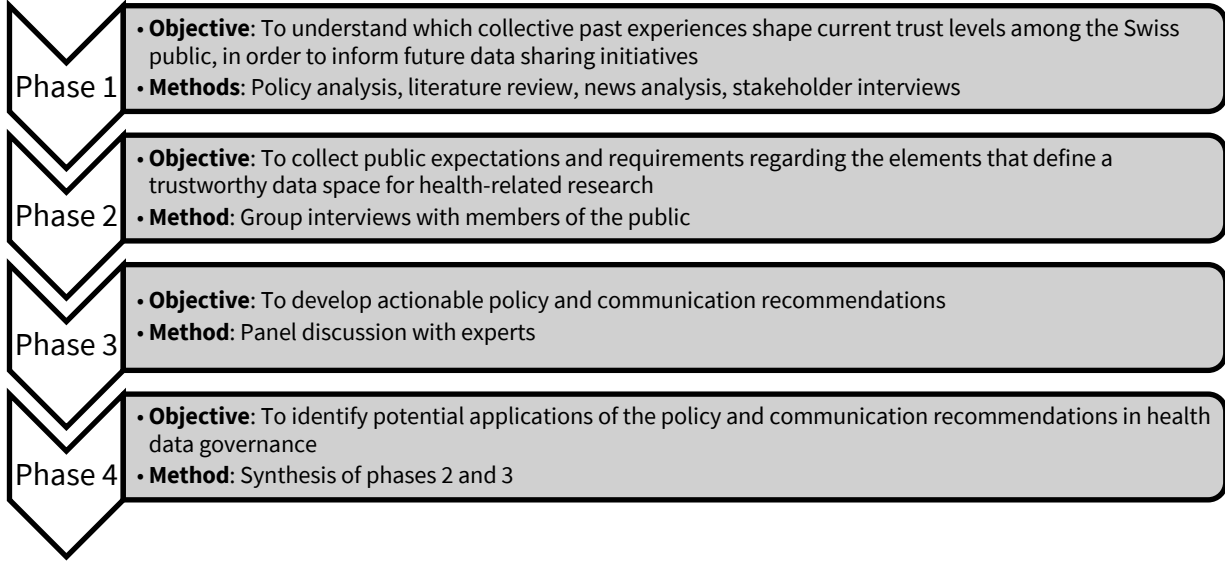 Phase 1
• Objective: To understand which collective past experiences shape current trust levels among the Swiss
public, in order to inform future data sharing initiatives
• Methods: Policy analysis, literature review, news analysis, stakeholder interviews
Phase 2
• Objective: To collect public expectations and requirements regarding the elements that define a
trustworthy data space for health-related research
• Method: Group interviews with members of the public
Phase 3
• Objective: To develop actionable policy and communication recommendations
• Method: Panel discussion with experts
Phase 4
• Objective: To identify potential applications of the policy and communication recommendations in health
data governance
• Method: Synthesis of phases 2 and 3